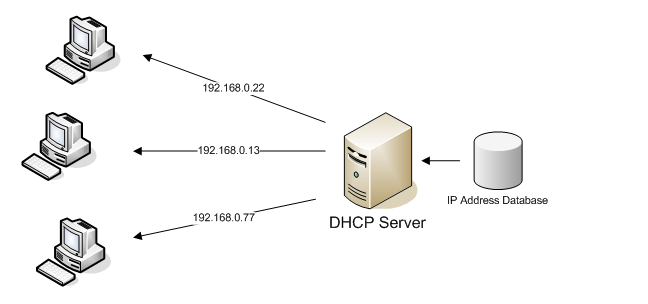 192.168.0.22
192.168.0.13
192.168.0.77
DHCP Server
IP Address Database